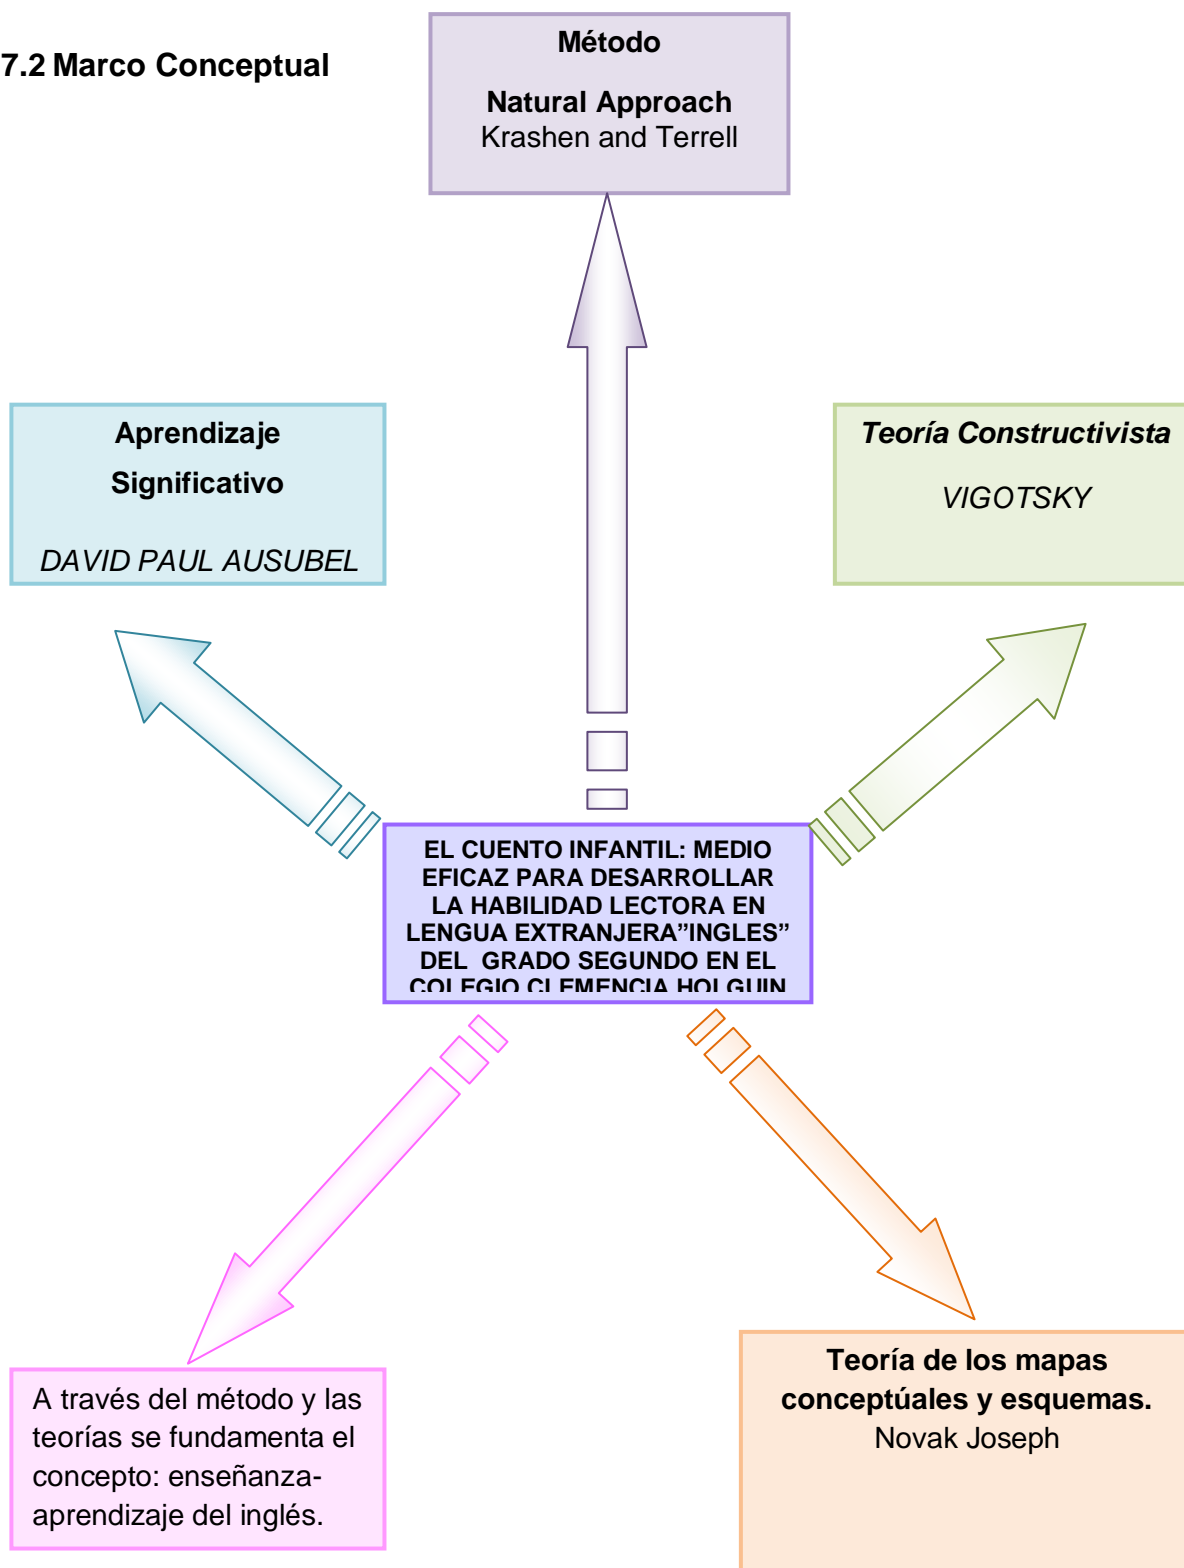 7.2 Marco Conceptual
Método
Natural Approach
Krashen and Terrell
Aprendizaje
Significativo
DAVID PAUL AUSUBEL
Teoría Constructivista
VIGOTSKY
EL CUENTO INFANTIL: MEDIO
EFICAZ PARA DESARROLLAR
LA HABILIDAD LECTORA EN
LENGUA EXTRANJERA”INGLES”
DEL GRADO SEGUNDO EN EL
COLEGIO CLEMENCIA HOLGUIN
A través del método y las
teorías se fundamenta el
concepto: enseñanza-
aprendizaje del inglés.
Teoría de los mapas
conceptúales y esquemas.
Novak Joseph